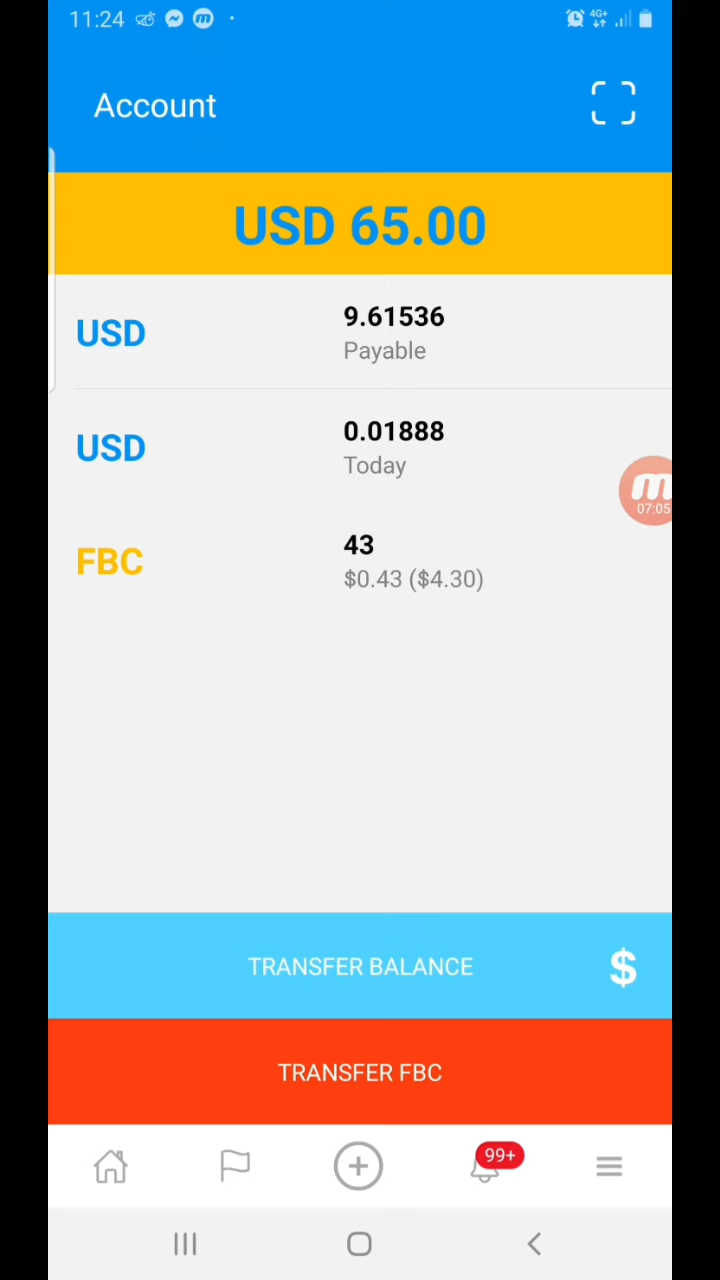 11:24
4G+
Account
USD 65.00
USD
9.61536
Payable
USD
0.01888
Today
07:05
FBC
43
$0.43 ($4.30)
TRANSFER BALANCE
$
TRANSFER FBC
99+